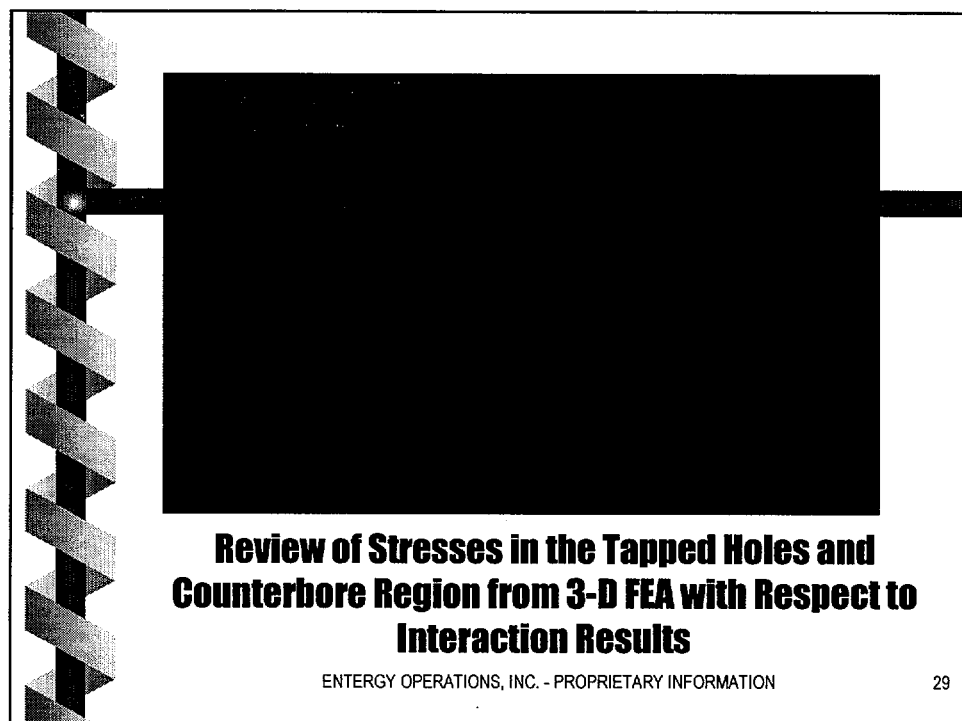 Review of Stresses in the Tapped Holes and
Counterbore Region from 3-D FEA with Respect to
Interaction Results
ENTERGY OPERATIONS, INC. - PROPRIETARY INFORMATION 29